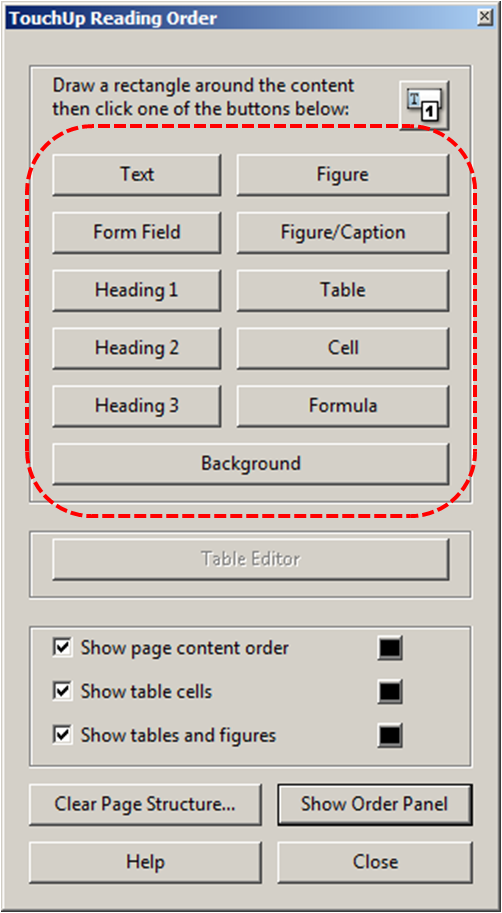 TouchUp Reading Order
Draw a rectangle around the content
then click one of the buttons below:
T 1
Text Figure
Form Field Figure/Caption
Heading 1 Table
Heading 2 Cell
Heading 3 Formula
Background
Table Editor
Show page content order
Show table cells
Show tables and figures
Clear Page Structure... Show Order Panel
Help Close